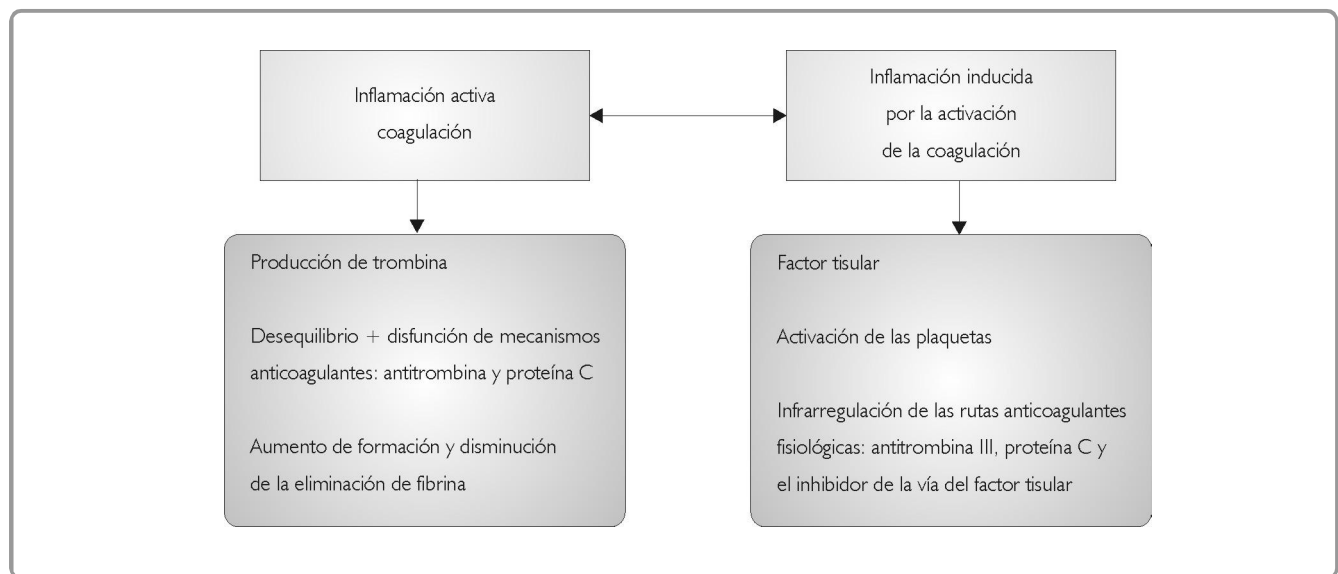 Inflamación activa
coagulación
Inflamación inducida
por la activación
de la coagulación
Producción de trombina
Desequilibrio + disfunción de mecanismos
anticoagulantes: antitrombina y proteína C
Aumento de formación y disminución
de la eliminación de fibrina
Factor tisular
Activación de las plaquetas
Infrarregulación de las rutas anticoagulantes
fisiológicas: antitrombina III, proteína C y
el inhibidor de la vía del factor tisular